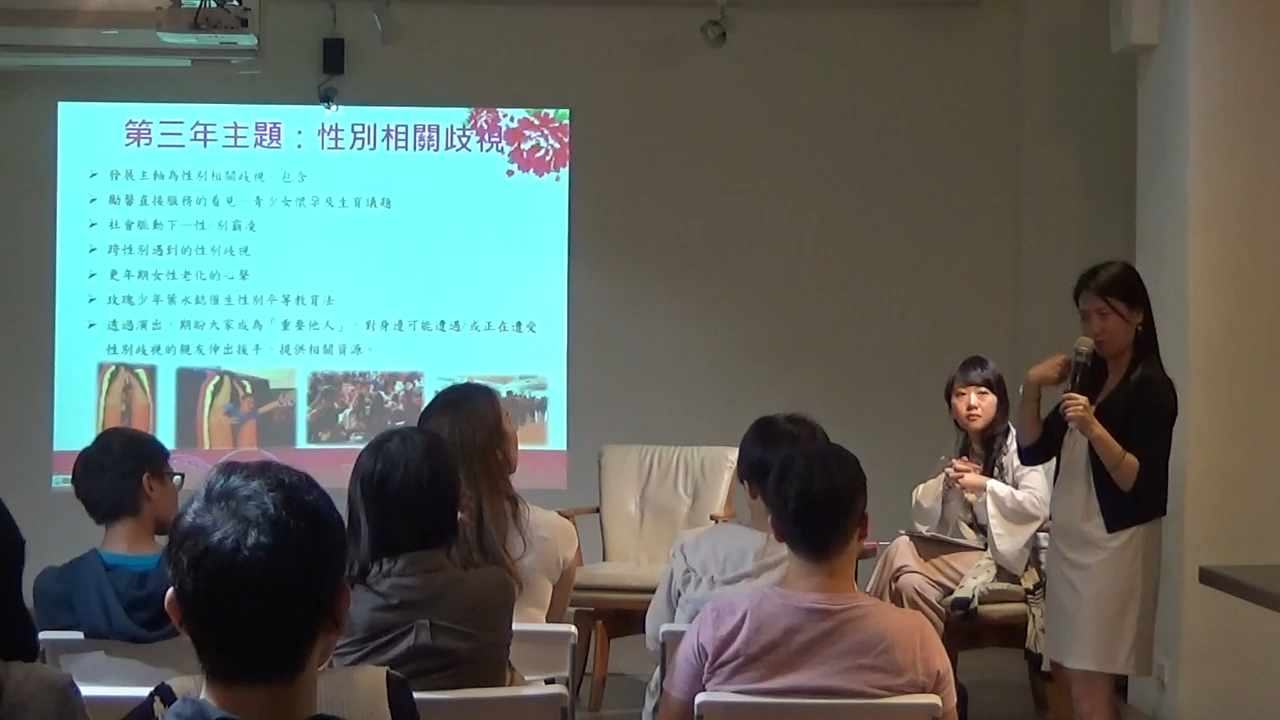 第三年主題：性別相關歧視
發展主軸為性別相關歧視，包含
勵馨直接服務的看見—青少女懷孕及生育議題
社會脈動下—性/別霸凌
跨性別遇到的性別歧視
更年期女性老化的心聲
玫瑰少年葉永鋕催生性別平等教育法
透過演出，期盼大家成為「重要他人」，對身邊可能遭遇/或正在遭受
性別歧視的親友伸出援手，提供相關資源。